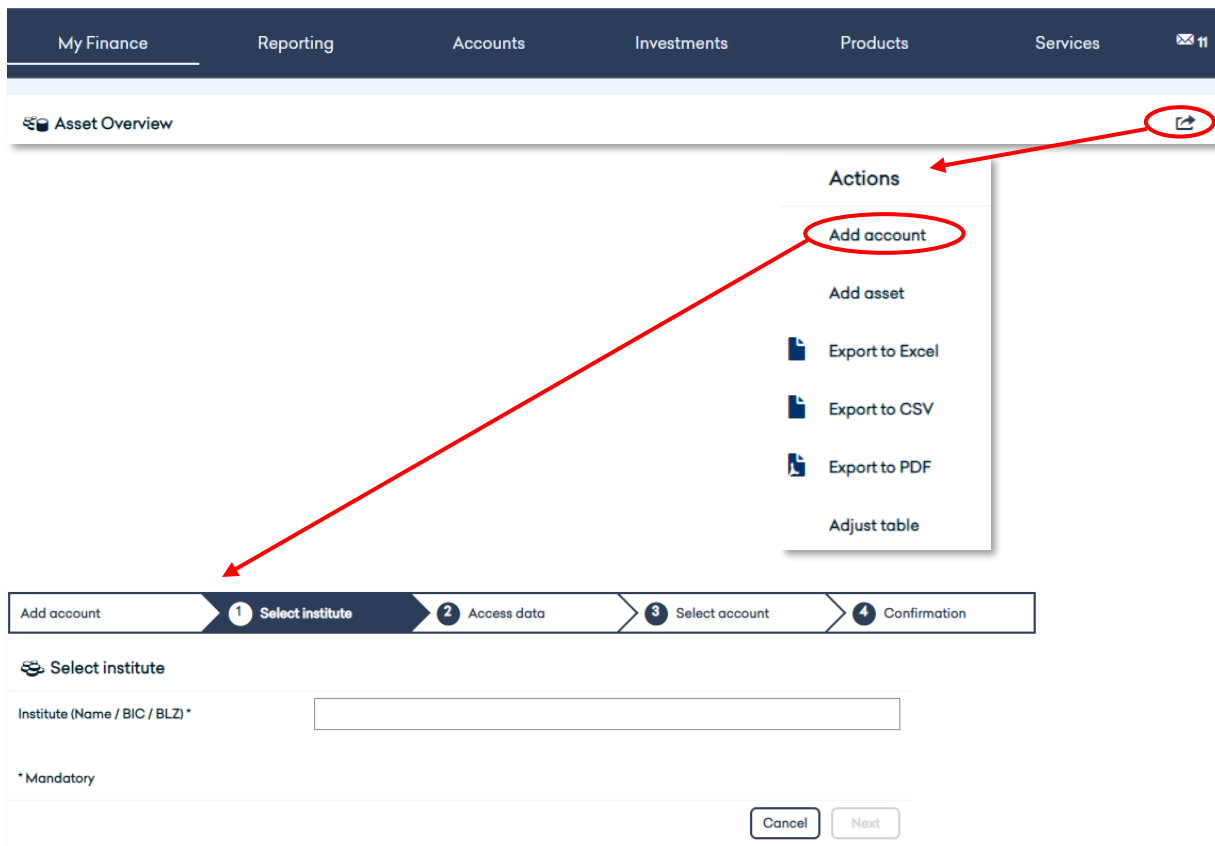 My Finance Reporting Accounts Investments Products Services 11
Asset Overview
Actions
Add account
Add asset
Export to Excel
Export to CSV
Export to PDF
Adjust table
Add account 1 Select institute 2 Access data 3 Select account 4 Confirmation
Select institute
Institute (Name / BIC / BLZ) *
* Mandatory
Cancel Next